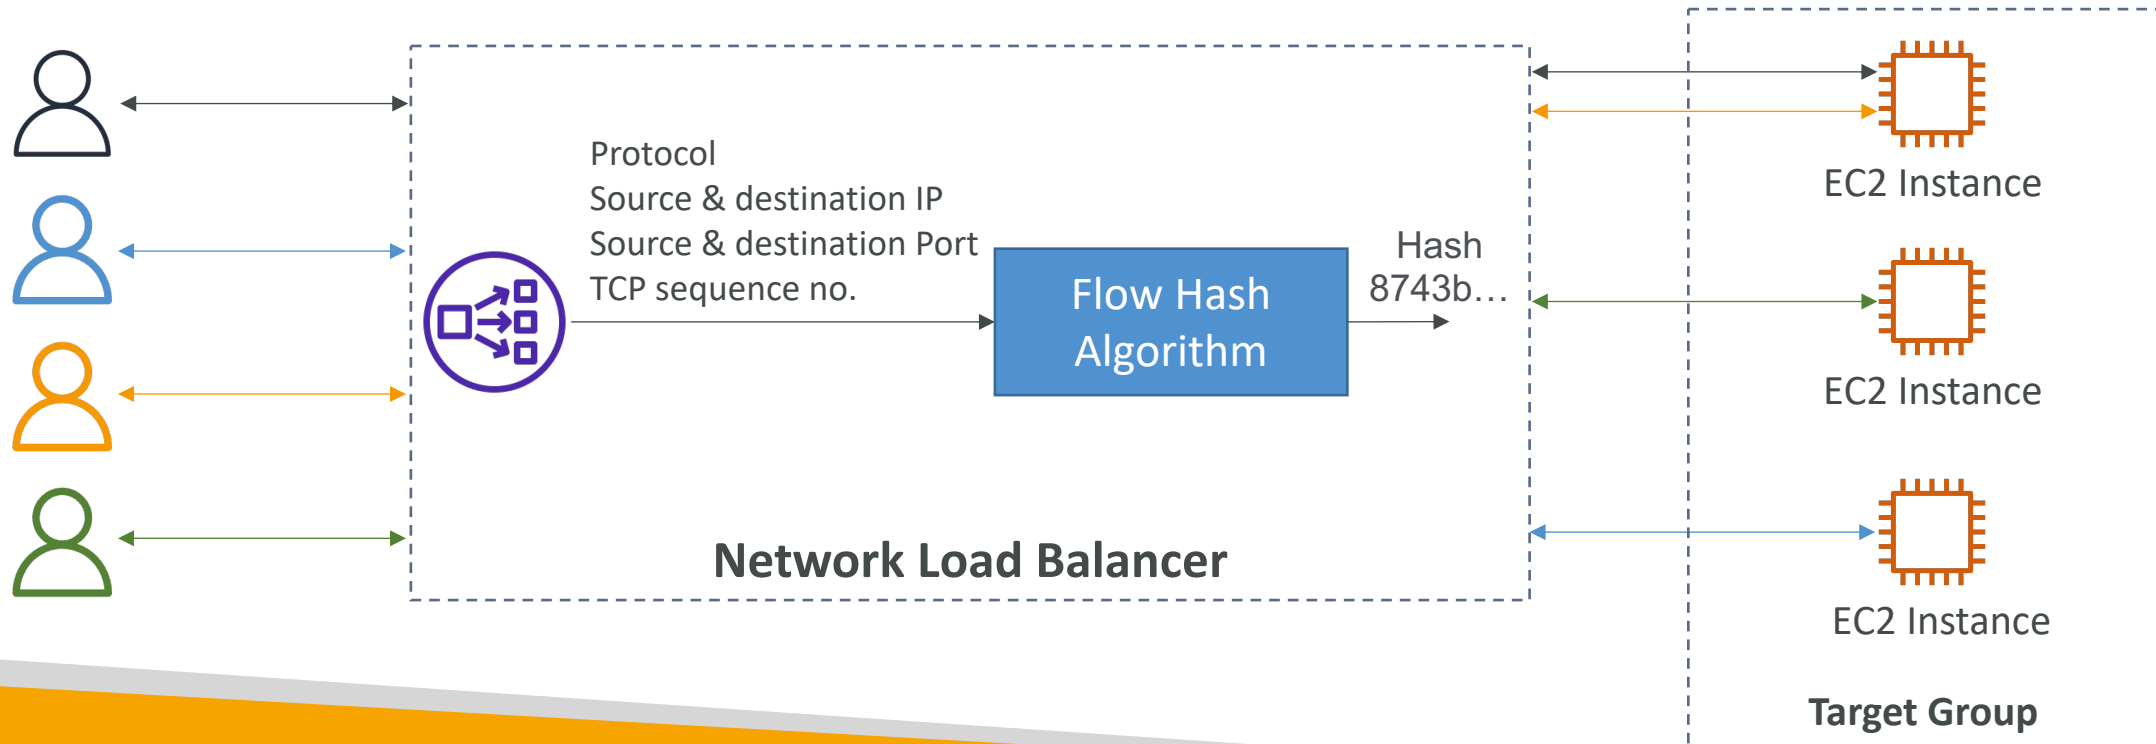 Protocol
Source & destination IP
Source & destination Port
TCP sequence no.
Flow Hash
Algorithm
Hash
8743b...
Network Load Balancer
EC2 Instance
EC2 Instance
EC2 Instance
Target Group